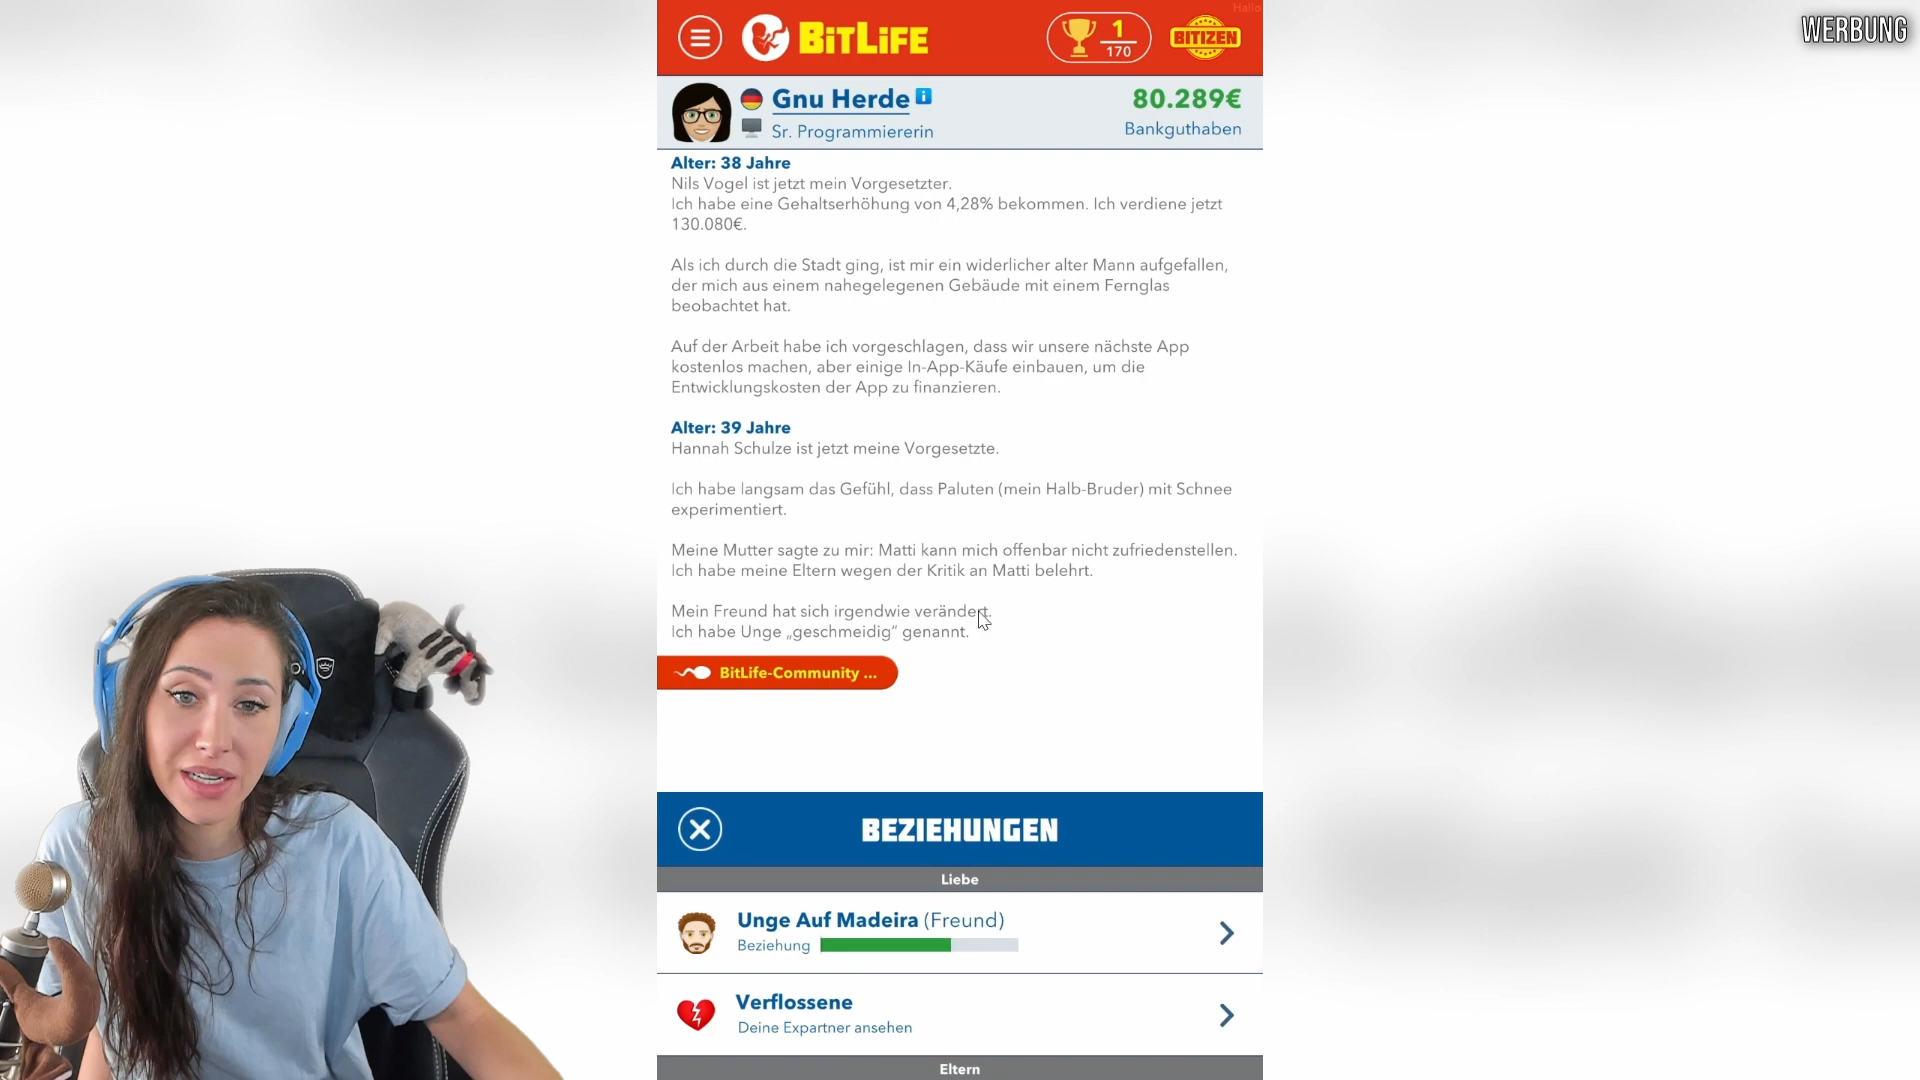 Hallo
WERBUNG
BITLIFE
1
170
BITIZEN
Gnu Herde
80.289€
Sr. Programmiererin
Bankguthaben
Alter: 38 Jahre
Nils Vogel ist jetzt mein Vorgesetzter.
Ich habe eine Gehaltserhöhung von 4,28% bekommen. Ich verdiene jetzt
130.080€.
Als ich durch die Stadt ging, ist mir ein widerlicher alter Mann aufgefallen,
der mich aus einem nahegelegenen Gebäude mit einem Fernglas
beobachtet hat.
Auf der Arbeit habe ich vorgeschlagen, dass wir unsere nächste App
kostenlos machen, aber einige In-App-Käufe einbauen, um die
Entwicklungskosten der App zu finanzieren.
Alter: 39 Jahre
Hannah Schulze ist jetzt meine Vorgesetzte.
Ich habe langsam das Gefühl, dass Paluten (mein Halb-Bruder) mit Schnee
experimentiert.
Meine Mutter sagte zu mir: Matti kann mich offenbar nicht zufriedenstellen.
Ich habe meine Eltern wegen der Kritik an Matti belehrt.
Mein Freund hat sich irgendwie verändert.
Ich habe Unge „geschmeidig“ genannt.
BitLife-Community ...
BEZIEHUNGEN
Liebe
Unge Auf Madeira (Freund)
Beziehung
Verflossene
Deine Expartner ansehen
Eltern